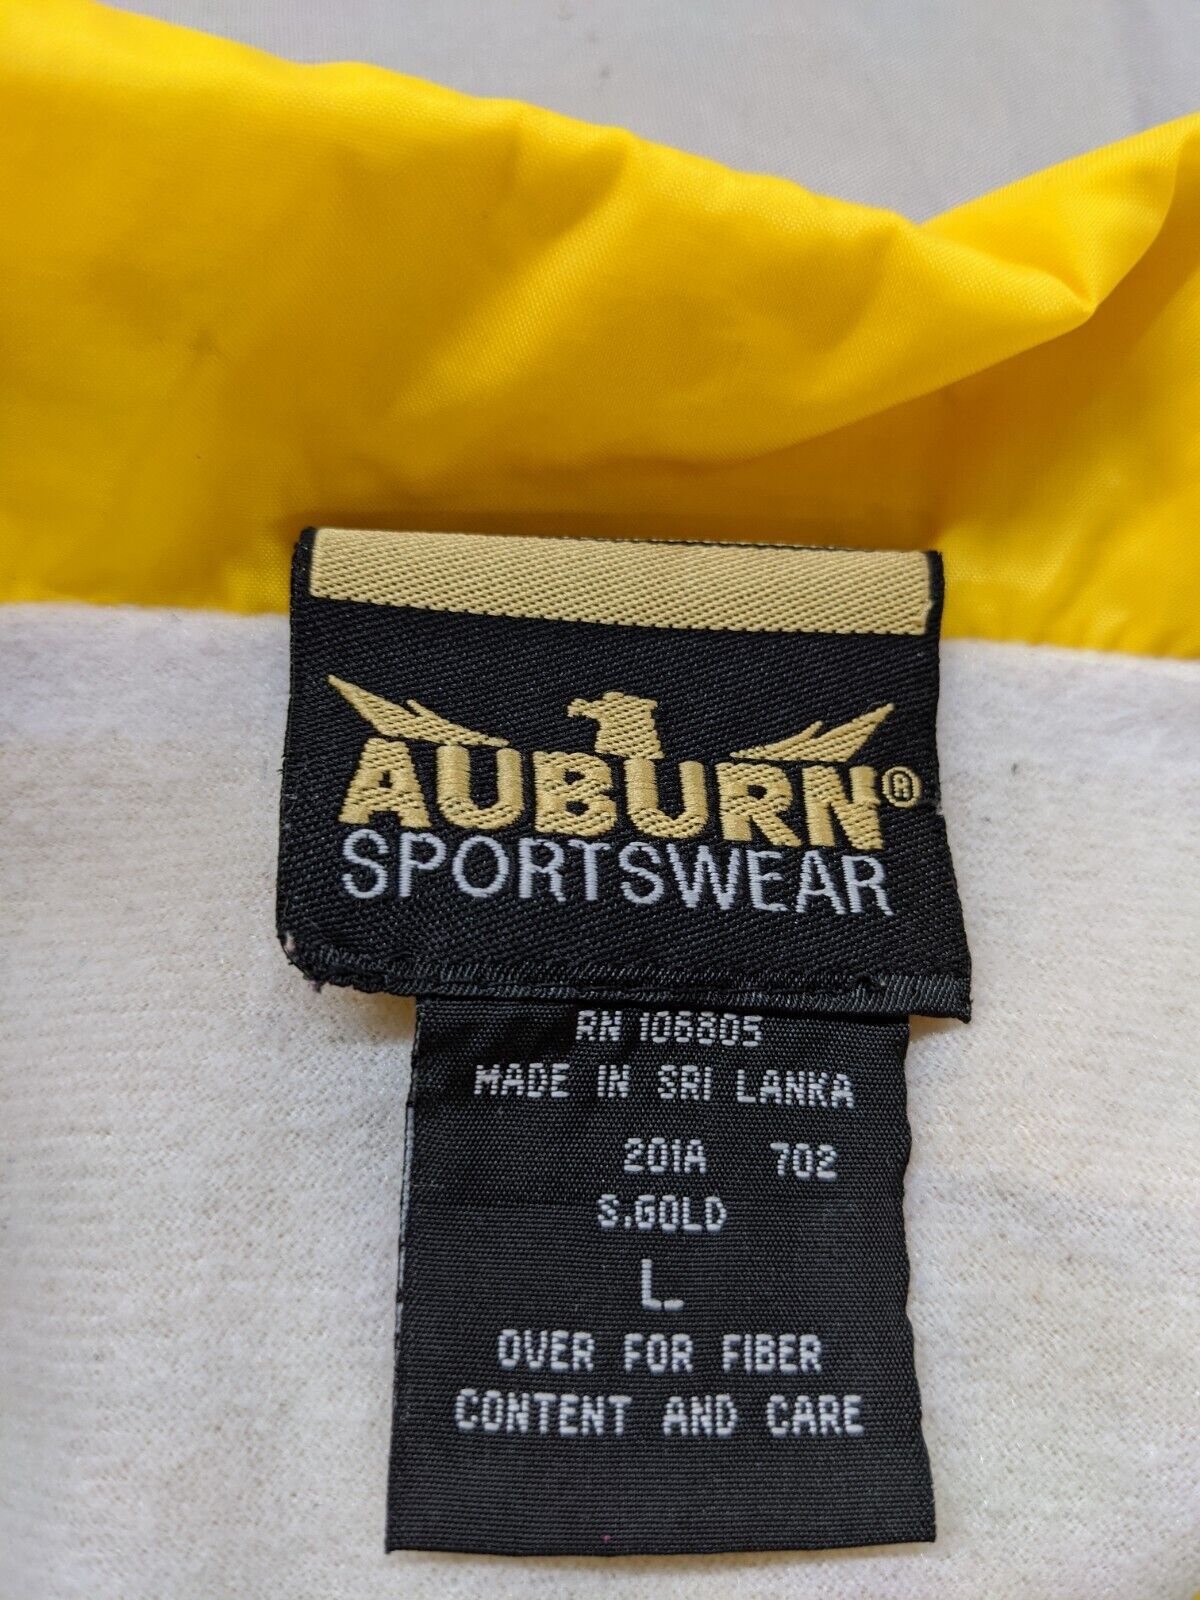 AUBURN®
SPORTSWEAR
RN 106805
MADE IN SRI LANKA
201A 702
S.GOLD
L
OVER FOR FIBER
CONTENT AND CARE